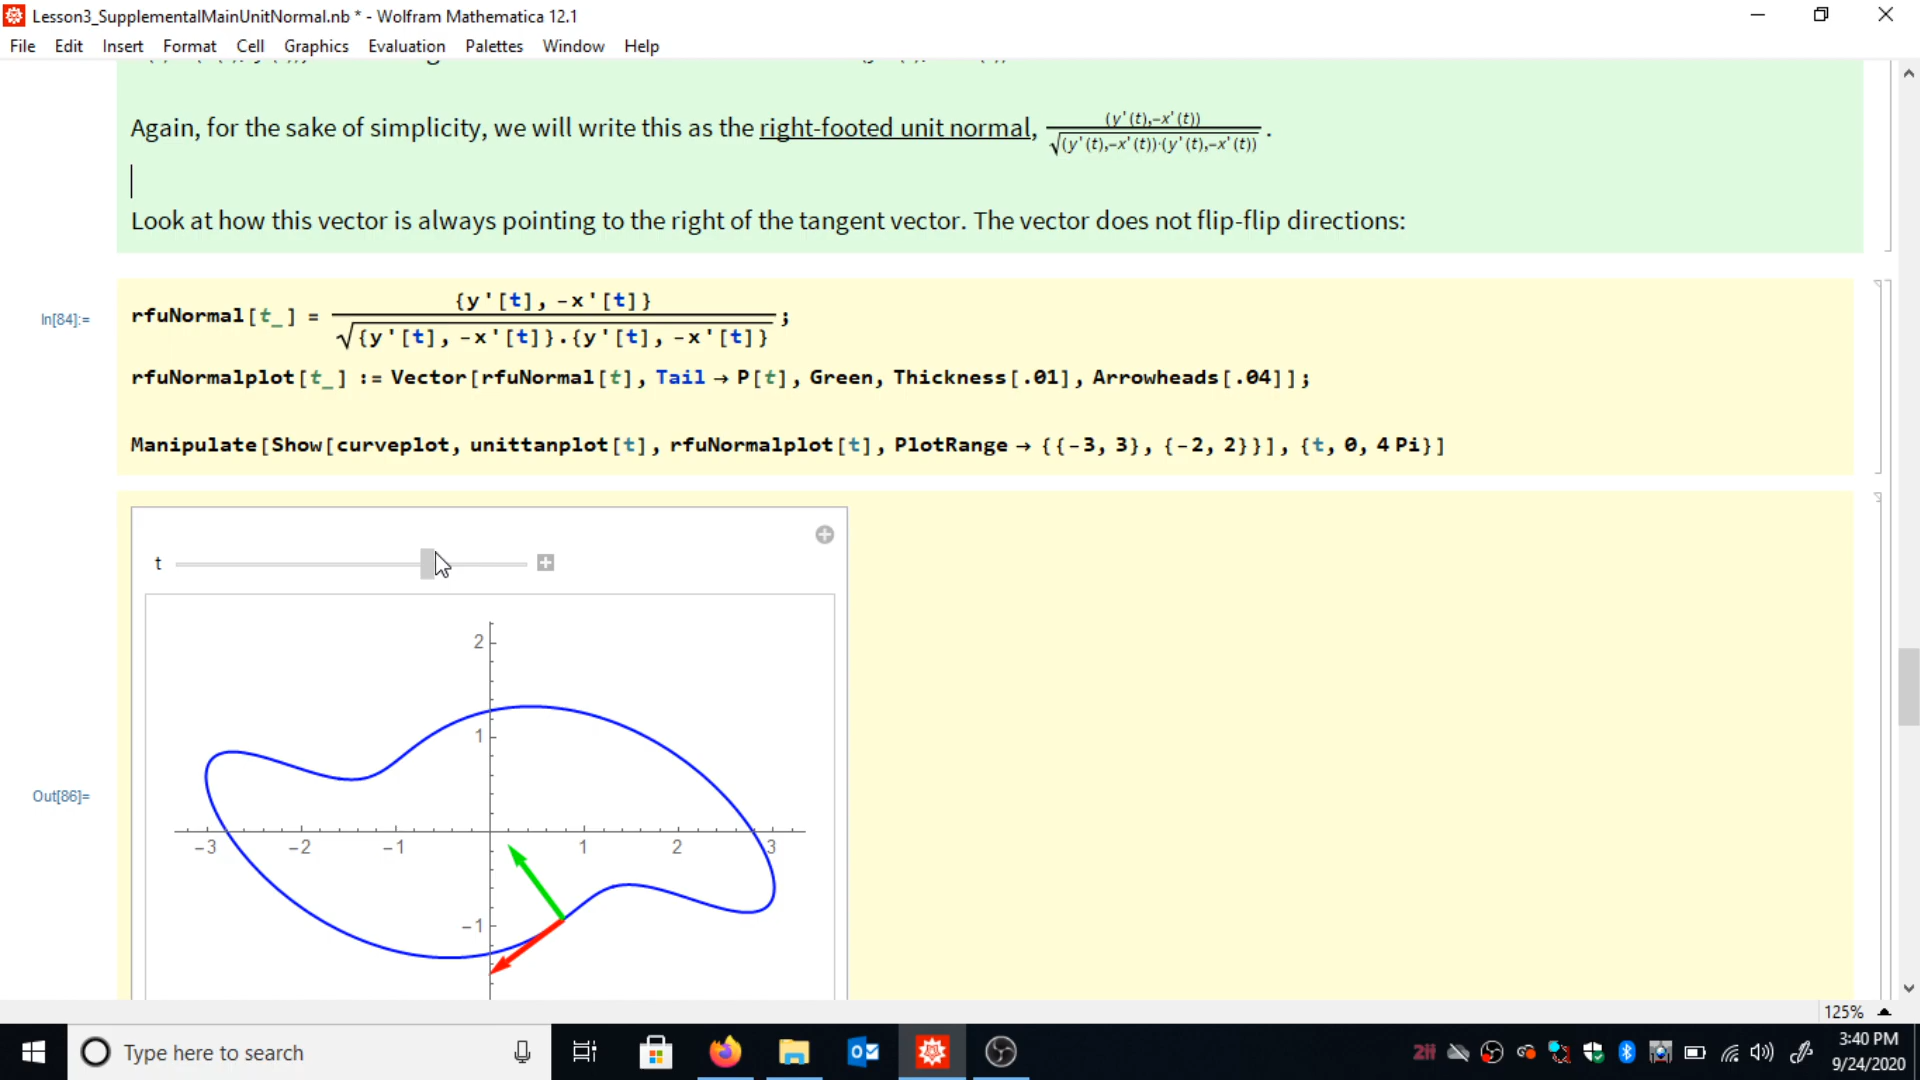 Lesson3_SupplementalMainUnitNormal.nb * - Wolfram Mathematica 12.1
File Edit Insert Format Cell Graphics Evaluation Palettes Window Help
Again, for the sake of simplicity, we will write this as the right-footed unit normal, (y'(t),-x'(t)) / √(y'(t),-x'(t))·(y'(t),-x'(t)) .
Look at how this vector is always pointing to the right of the tangent vector. The vector does not flip-flip directions:
In[84]:=
rfuNormal[t_] = {y'[t], -x'[t]} / √{y'[t], -x'[t]}.{y'[t], -x'[t]} ;
rfuNormalplot[t_] := Vector[rfuNormal[t], Tail → P[t], Green, Thickness[.01], Arrowheads[.04]];
Manipulate[Show[curveplot, unittanplot[t], rfuNormalplot[t], PlotRange → {{-3, 3}, {-2, 2}}], {t, 0, 4 Pi}]
t
2
1
Out[86]=
-3 -2 -1 1 2 3
-1
125%
Type here to search
3:40 PM
9/24/2020